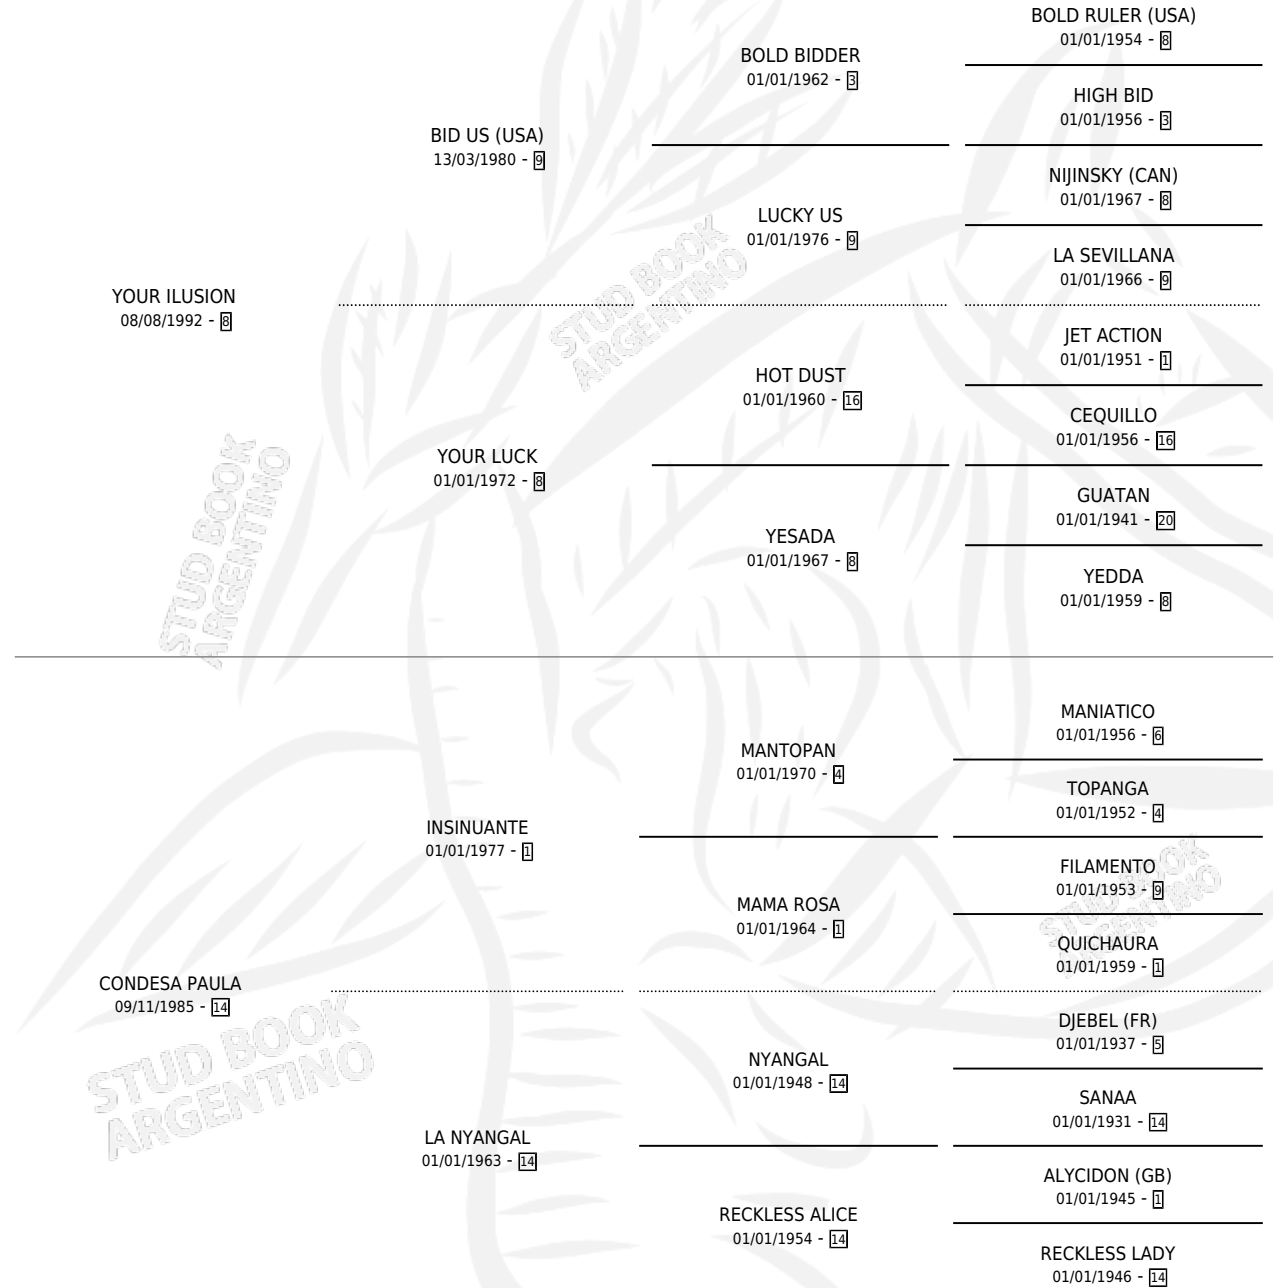 BOLD RULER (USA)
01/01/1954 - 8
BOLD BIDDER
01/01/1962 - 3
HIGH BID
01/01/1956 - 3
BID US (USA)
13/03/1980 - 9
NIJINSKY (CAN)
01/01/1967 - 8
LUCKY US
01/01/1976 - 9
LA SEVILLANA
01/01/1966 - 9
YOUR ILUSION
08/08/1992 - 8
JET ACTION
01/01/1951 - 1
HOT DUST
01/01/1960 - 16
CEQUILLO
01/01/1956 - 16
YOUR LUCK
01/01/1972 - 8
GUATAN
01/01/1941 - 20
YESADA
01/01/1967 - 8
YEDDA
01/01/1959 - 8
STUD BOOK
ARGENTINO
STUD BOOK
ARGENTINO
MANIATICO
01/01/1956 - 6
MANTOPAN
01/01/1970 - 4
TOPANGA
01/01/1952 - 4
INSINUANTE
01/01/1977 - 1
FILAMENTO
01/01/1953 - 9
MAMA ROSA
01/01/1964 - 1
QUICHAURA
01/01/1959 - 1
CONDESA PAULA
09/11/1985 - 14
DJEBEL (FR)
01/01/1937 - 5
NYANGAL
01/01/1948 - 14
SANAA
01/01/1931 - 14
LA NYANGAL
01/01/1963 - 14
ALYCIDON (GB)
01/01/1945 - 1
RECKLESS ALICE
01/01/1954 - 14
RECKLESS LADY
01/01/1946 - 14
STUD BOOK
ARGENTINO
STUD BOOK
ARGENTINO